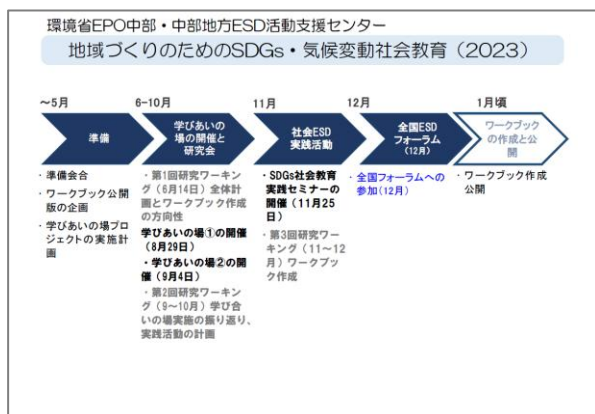 環境省EPO中部・中部地方ESD活動支援センター
地域づくりのためのSDGs・気候変動社会教育（2023）
～5月
6-10月
11月
12月
1月頃
準備
学びあいの
場の開催と
研究会
社会ESD
実践活動
全国ESD
フォーラム
（12月）
ワークブック
の作成と公
開
・準備会合
・ワークブック公開
版の企画
・学びあいの場プロ
ジェクトの実施計
画
・第1回研究ワーキン
グ（6月14日）全体計
画とワークブック作成
の方向性
学びあいの場①の開催
（8月29日）
・学びあいの場②の開
催（9月4日）
・第2回研究ワーキン
グ（9～10月）学び合
いの場実施の振り返り、
実践活動の計画
・SDGs社会教育
実践セミナーの
開催（11月25
日）
・第3回研究ワー
キング（11～12
月）ワークブッ
ク作成
・全国フォーラムへの
参加（12月）
・ワークブック作成
公開